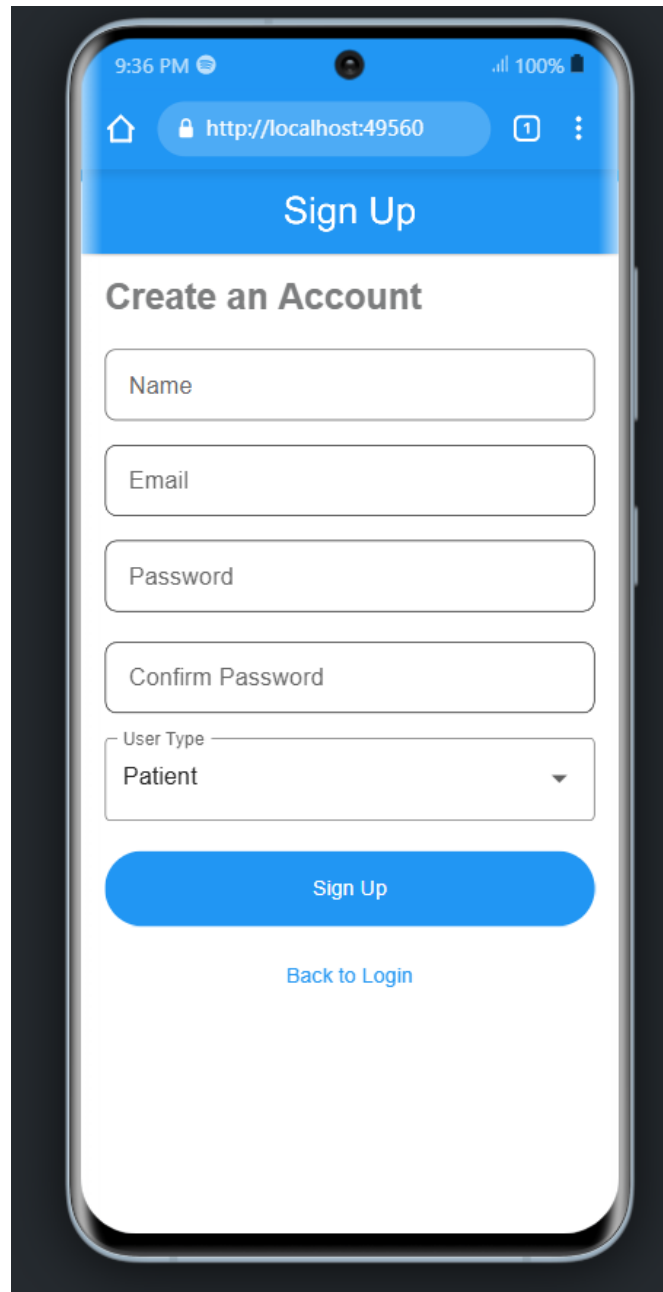 9:36 PM 100%
http://localhost:49560 1
Sign Up
Create an Account
Name
Email
Password
Confirm Password
User Type
Patient
Sign Up
Back to Login